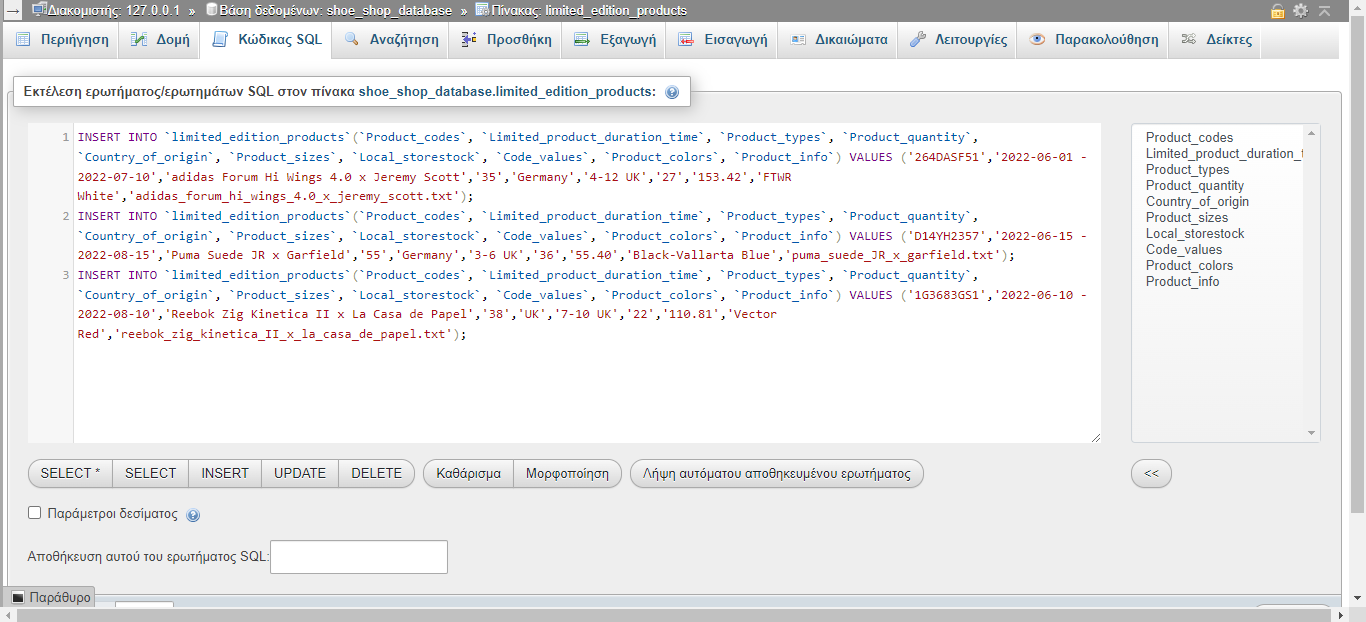 Διακομιστής: 127.0.0.1 » Βάση δεδομένων: shoe_shop_database » Πίνακας: limited_edition_products
Περιήγηση Δομή Κώδικας SQL Αναζήτηση Προσθήκη Εξαγωγή Εισαγωγή Δικαιώματα Λειτουργίες Παρακολούθηση Δείκτες
Εκτέλεση ερωτήματος/ερωτημάτων SQL στον πίνακα shoe_shop_database.limited_edition_products:
1 INSERT INTO `limited_edition_products`(`Product_codes`, `Limited_product_duration_time`, `Product_types`, `Product_quantity`,
`Country_of_origin`, `Product_sizes`, `Local_storestock`, `Code_values`, `Product_colors`, `Product_info`) VALUES ('264DASF51','2022-06-01 -
2022-07-10','adidas Forum Hi Wings 4.0 x Jeremy Scott','35','Germany','4-12 UK','27','153.42','FTWR
White','adidas_forum_hi_wings_4.0_x_jeremy_scott.txt');
2 INSERT INTO `limited_edition_products`(`Product_codes`, `Limited_product_duration_time`, `Product_types`, `Product_quantity`,
`Country_of_origin`, `Product_sizes`, `Local_storestock`, `Code_values`, `Product_colors`, `Product_info`) VALUES ('D14YH2357','2022-06-15 -
2022-08-15','Puma Suede JR x Garfield','55','Germany','3-6 UK','36','55.40','Black-Vallarta Blue','puma_suede_JR_x_garfield.txt');
3 INSERT INTO `limited_edition_products`(`Product_codes`, `Limited_product_duration_time`, `Product_types`, `Product_quantity`,
`Country_of_origin`, `Product_sizes`, `Local_storestock`, `Code_values`, `Product_colors`, `Product_info`) VALUES ('1G3683GS1','2022-06-10 -
2022-08-10','Reebok Zig Kinetica II x La Casa de Papel','38','UK','7-10 UK','22','110.81','Vector
Red','reebok_zig_kinetica_II_x_la_casa_de_papel.txt');
Product_codes
Limited_product_duration_t
Product_types
Product_quantity
Country_of_origin
Product_sizes
Local_storestock
Code_values
Product_colors
Product_info
SELECT * SELECT INSERT UPDATE DELETE Καθάρισμα Μορφοποίηση Λήψη αυτόματου αποθηκευμένου ερωτήματος <<
Παράμετροι δεσίματος
Αποθήκευση αυτού του ερωτήματος SQL:
Παράθυρο